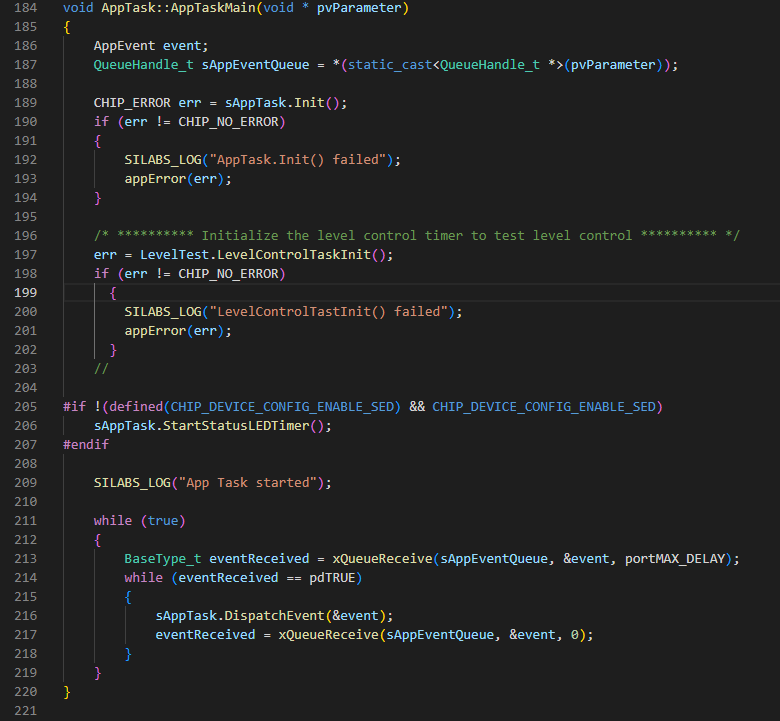 184 void AppTask::AppTaskMain(void * pvParameter)
185 {
186     AppEvent event;
187     QueueHandle_t sAppEventQueue = *(static_cast<QueueHandle_t *>(pvParameter));
188
189     CHIP_ERROR err = sAppTask.Init();
190     if (err != CHIP_NO_ERROR)
191     {
192         SILABS_LOG("AppTask.Init() failed");
193         appError(err);
194     }
195
196     /* ********** Initialize the level control timer to test level control ********** */
197     err = LevelTest.LevelControlTaskInit();
198     if (err != CHIP_NO_ERROR)
199       {
200         SILABS_LOG("LevelControlTastInit() failed");
201         appError(err);
202       }
203     //
204
205 #if !(defined(CHIP_DEVICE_CONFIG_ENABLE_SED) && CHIP_DEVICE_CONFIG_ENABLE_SED)
206     sAppTask.StartStatusLEDTimer();
207 #endif
208
209     SILABS_LOG("App Task started");
210
211     while (true)
212     {
213         BaseType_t eventReceived = xQueueReceive(sAppEventQueue, &event, portMAX_DELAY);
214         while (eventReceived == pdTRUE)
215         {
216             sAppTask.DispatchEvent(&event);
217             eventReceived = xQueueReceive(sAppEventQueue, &event, 0);
218         }
219     }
220 }
221